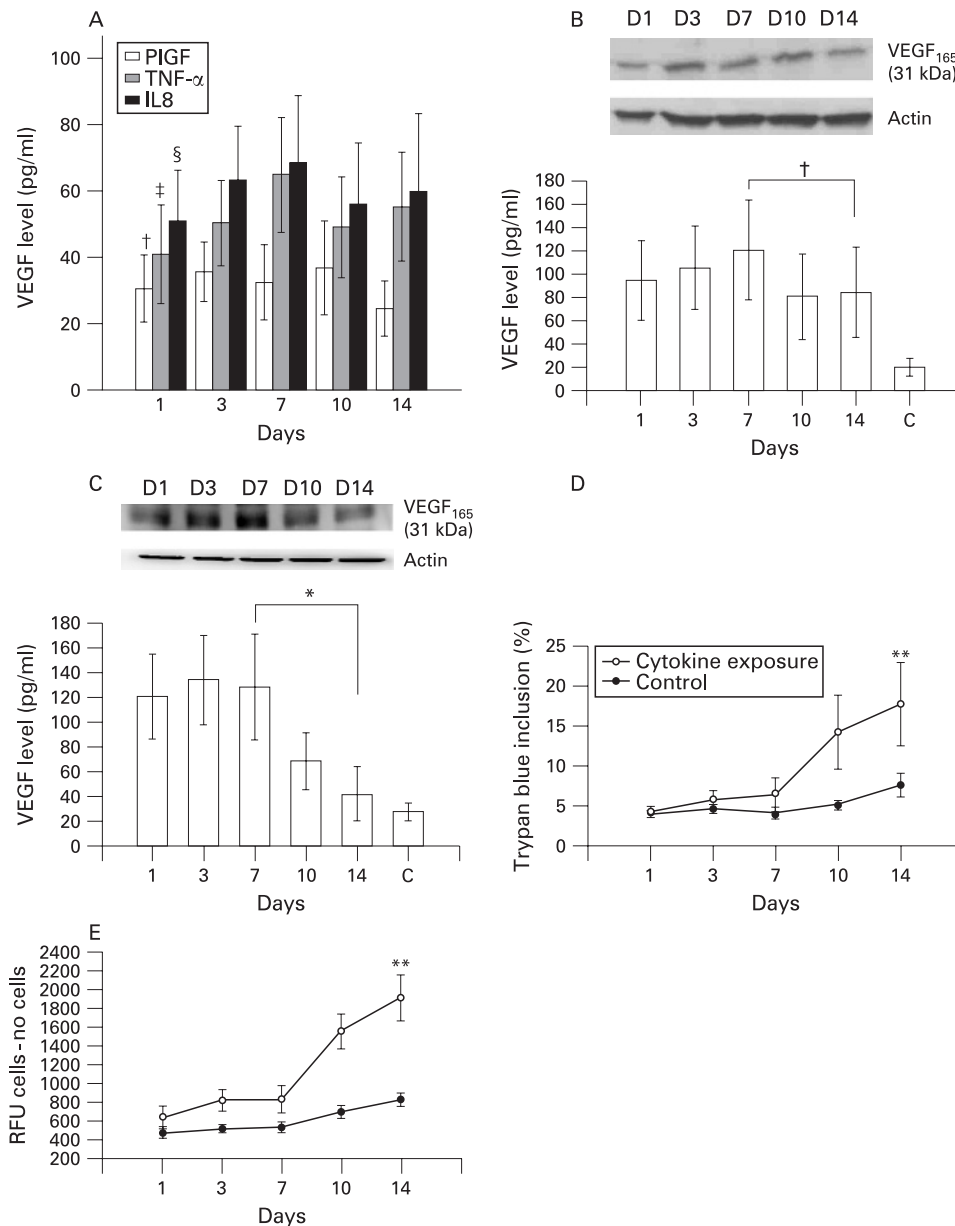 A
PlGF
TNF-α
IL8
VEGF level (pg/ml)
100
80
60
40
20
0
†
‡
§
1 3 7 10 14
Days
B
D1 D3 D7 D10 D14
VEGF165
(31 kDa)
Actin
VEGF level (pg/ml)
180
160
140
120
100
80
60
40
20
0
†
1 3 7 10 14 C
Days
C
D1 D3 D7 D10 D14
VEGF165
(31 kDa)
Actin
VEGF level (pg/ml)
180
160
140
120
100
80
60
40
20
0
*
1 3 7 10 14 C
Days
D
Trypan blue inclusion (%)
25
20
15
10
5
0
Cytokine exposure
Control
**
1 3 7 10 14
Days
E
RFU cells - no cells
2400
2200
2000
1800
1600
1400
1200
1000
800
600
400
200
**
1 3 7 10 14
Days